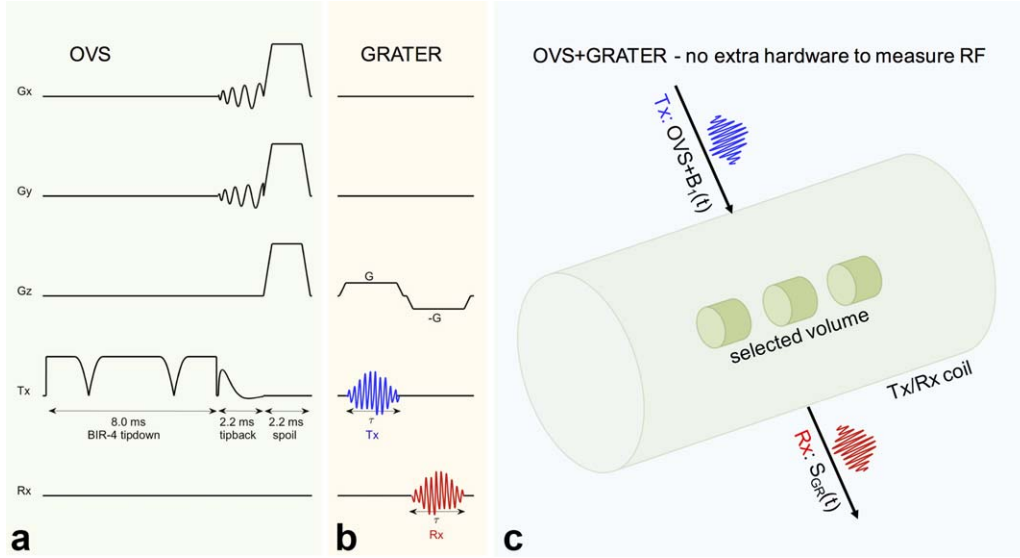 OVS
Gx
Gy
Gz
Tx
8.0 ms
BIR-4 tipdown
2.2 ms
tipback
2.2 ms
spoil
Rx
a
GRATER
G
-G
τ
Tx
τ
Rx
b
OVS+GRATER - no extra hardware to measure RF
Tx: OVS+B₁(t)
selected volume
Tx/Rx coil
Rx: S_GR(t)
c